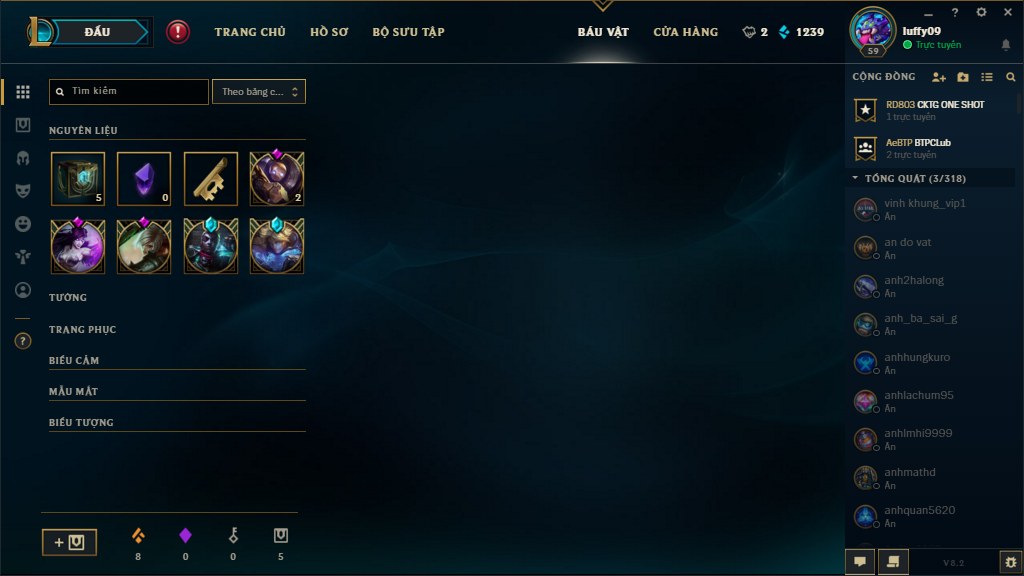 ĐẤU
TRANG CHỦ
HỒ SƠ
BỘ SƯU TẬP
BÁU VẬT
CỬA HÀNG
2
1239
59
luffy09
Trực tuyến
Tìm kiếm
Theo bảng c...
NGUYÊN LIỆU
5
0
2
TƯỚNG
TRANG PHỤC
BIỂU CẢM
MẪU MẮT
BIỂU TƯỢNG
8
0
0
5
CỘNG ĐỒNG
RD803 CKTG ONE SHOT
1 trực tuyến
AeBTP BTPClub
2 trực tuyến
TỔNG QUÁT (3/318)
vinh khung_vip1
Ẩn
an do vat
Ẩn
anh2halong
Ẩn
anh_ba_sai_g
Ẩn
anhhungkuro
Ẩn
anhlachum95
Ẩn
anhlmhi9999
Ẩn
anhmathd
Ẩn
anhquan5620
Ẩn
V8.2